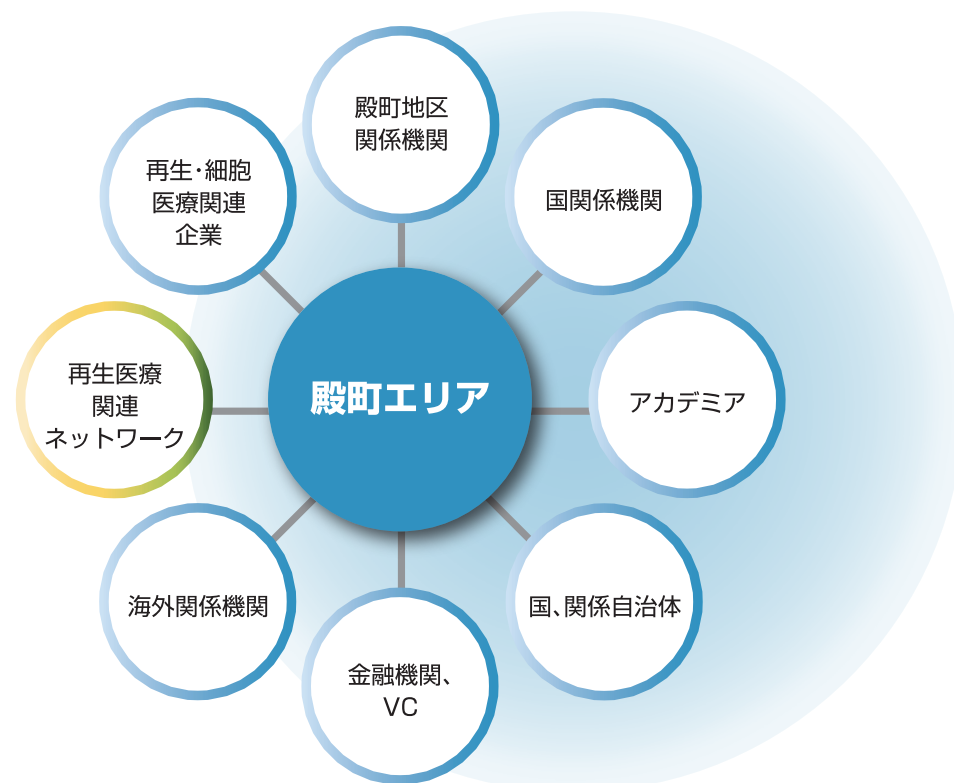 殿町地区
関係機関
再生・細胞
医療関連
企業
国関係機関
再生医療
関連
ネットワーク
殿町エリア
アカデミア
海外関係機関
国、関係自治体
金融機関、
VC